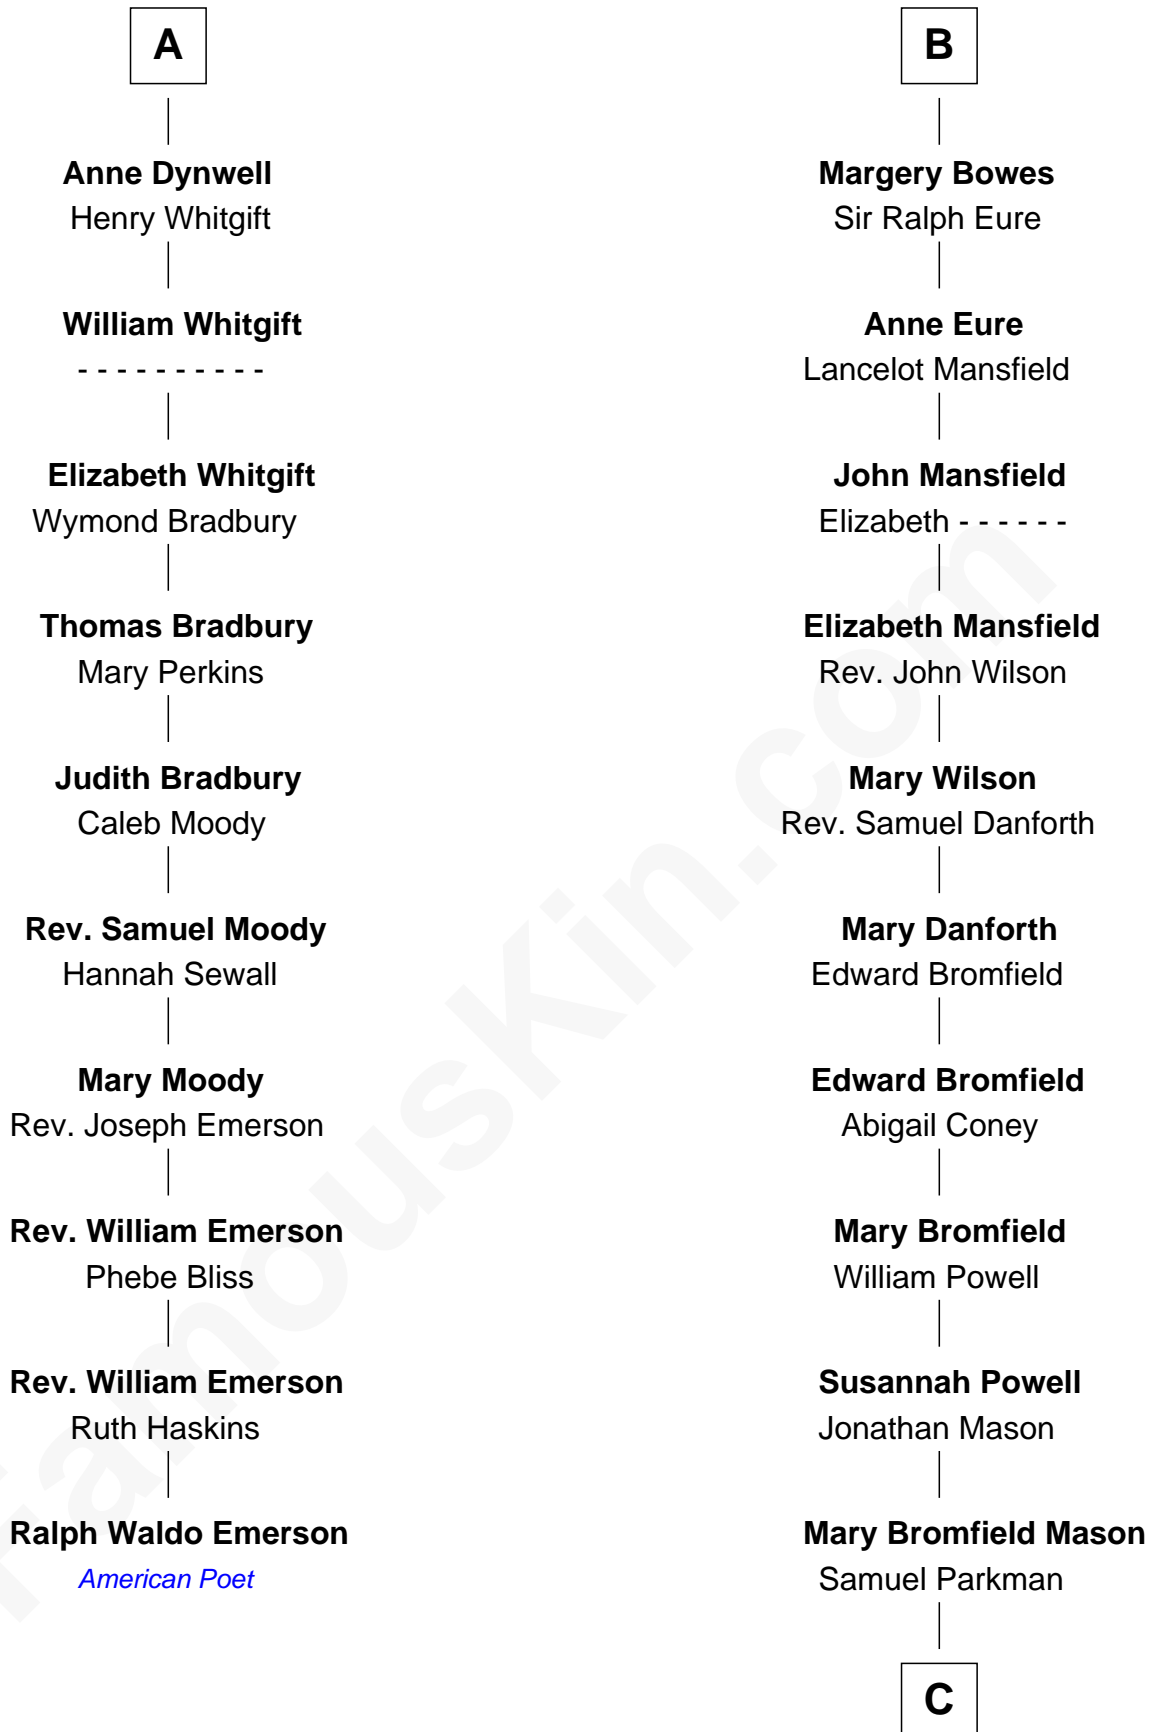 A
Anne Dynwell
Henry Whitgift
William Whitgift
- - - - - - - - - -
Elizabeth Whitgift
Wymond Bradbury
Thomas Bradbury
Mary Perkins
Judith Bradbury
Caleb Moody
Rev. Samuel Moody
Hannah Sewall
Mary Moody
Rev. Joseph Emerson
Rev. William Emerson
Phebe Bliss
Rev. William Emerson
Ruth Haskins
Ralph Waldo Emerson
American Poet
B
Margery Bowes
Sir Ralph Eure
Anne Eure
Lancelot Mansfield
John Mansfield
Elizabeth - - - - - -
Elizabeth Mansfield
Rev. John Wilson
Mary Wilson
Rev. Samuel Danforth
Mary Danforth
Edward Bromfield
Edward Bromfield
Abigail Coney
Mary Bromfield
William Powell
Susannah Powell
Jonathan Mason
Mary Bromfield Mason
Samuel Parkman
C
FamousKin.com